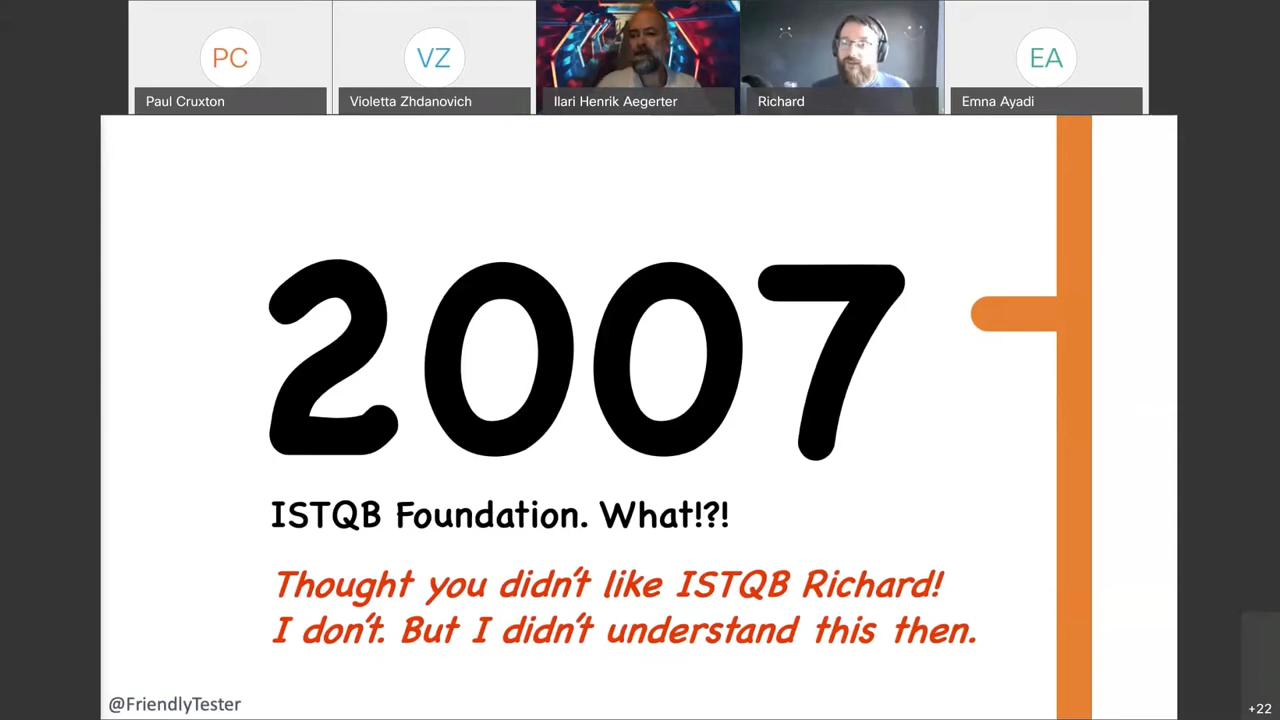 PC
VZ
EA
Paul Cruxton
Violetta Zhdanovich
Ilari Henrik Aegerter
Richard
Emna Ayadi
2007
ISTQB Foundation. What!?!
Thought you didn't like ISTQB Richard!
I don't. But I didn't understand this then.
@FriendlyTester
+22